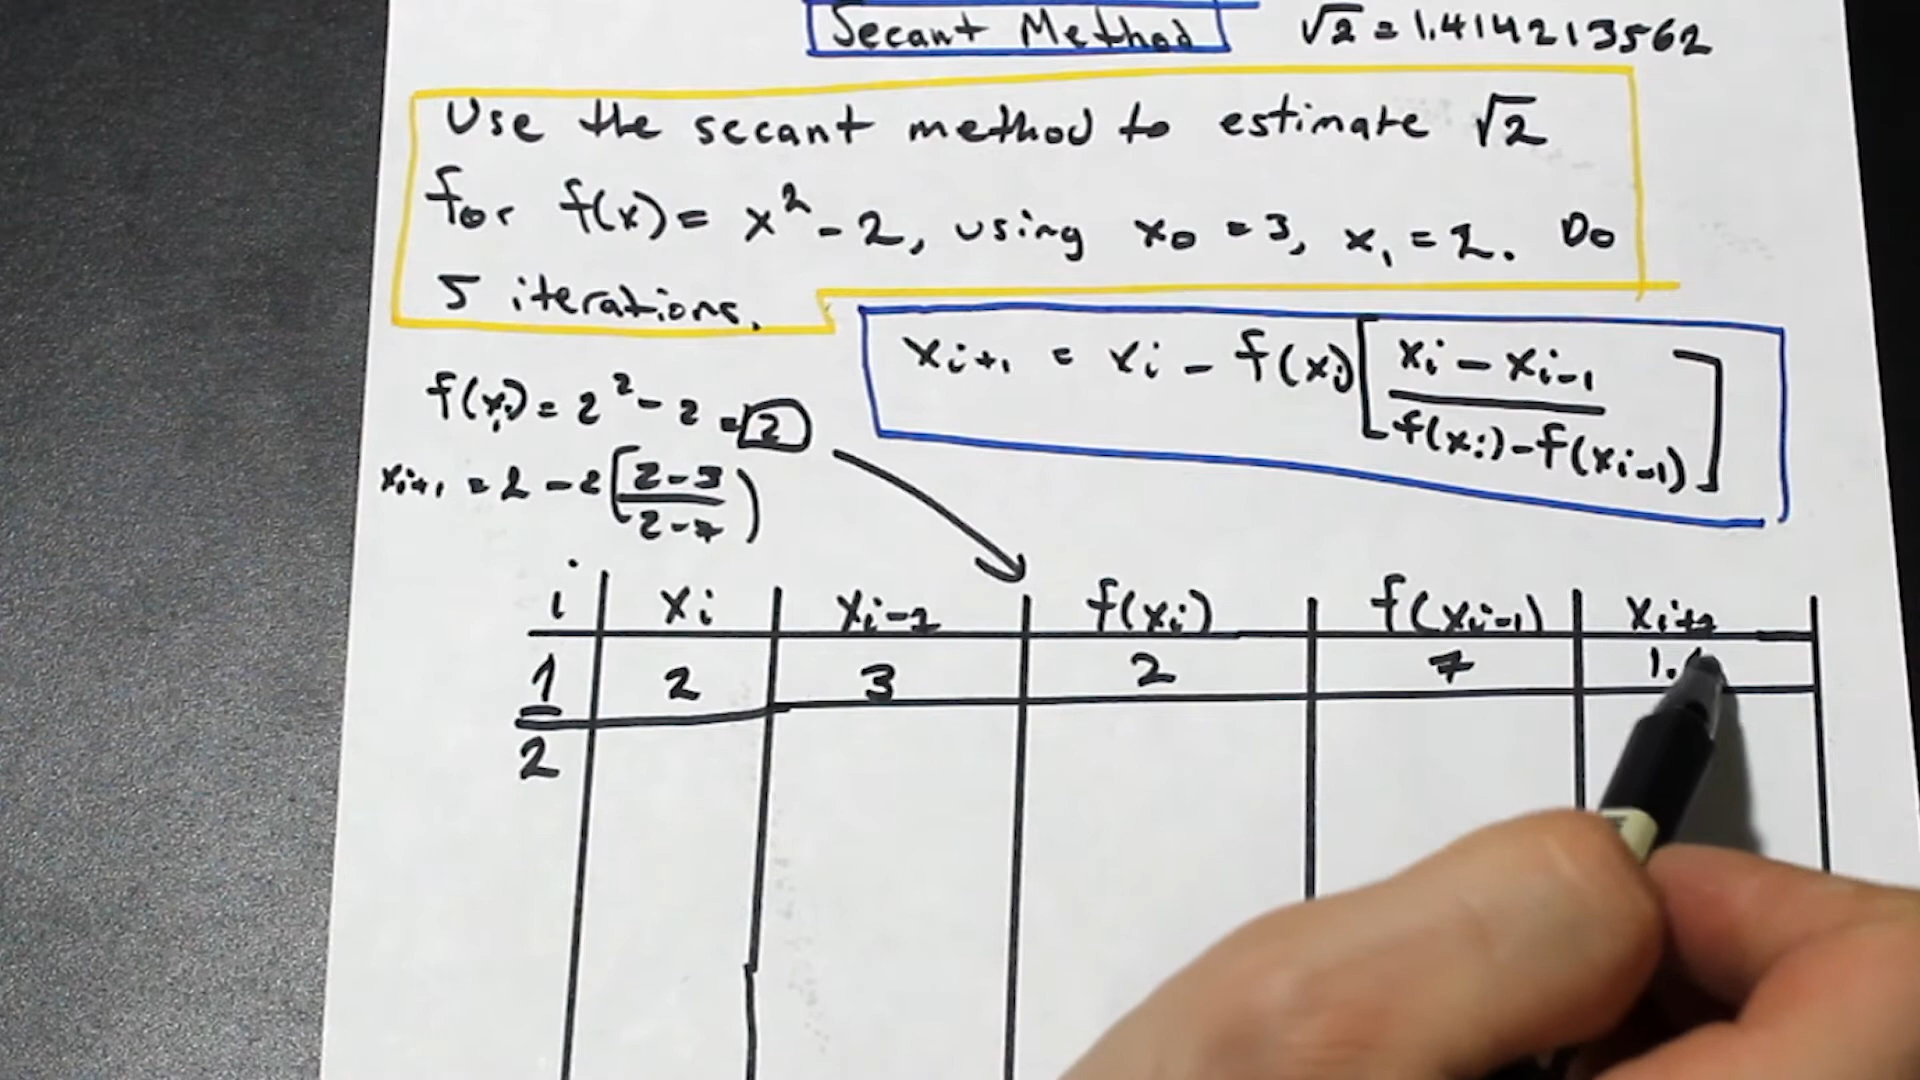 Secant Method √2 = 1.414213562
Use the secant method to estimate √2
for f(x) = x² - 2, using x₀ = 3, x₁ = 2. Do
5 iterations.
xᵢ₊₁ = xᵢ - f(xᵢ) [ (xᵢ - xᵢ₋₁) / (f(xᵢ) - f(xᵢ₋₁)) ]
f(xᵢ) = 2² - 2 = 2
xᵢ₊₁ = 2 - 2 [ (2 - 3) / (2 - 7) )
i xᵢ xᵢ₋₁ f(xᵢ) f(xᵢ₋₁) xᵢ₊₁
1 2 3 2 7 1.
2